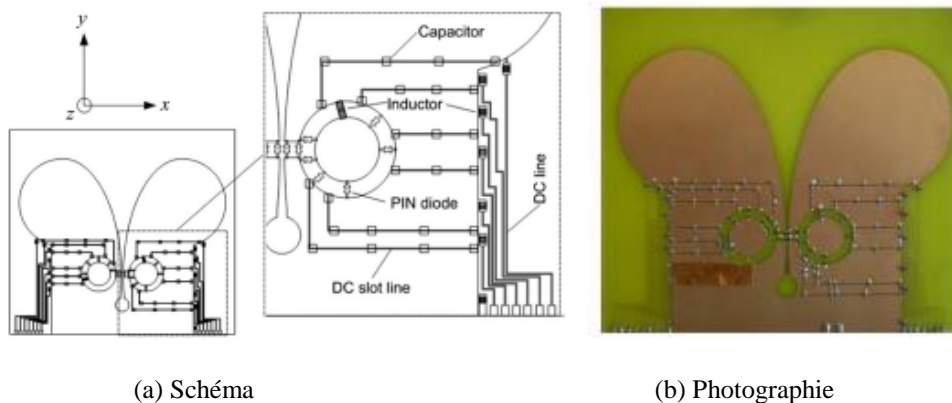 y
x
z
Capacitor
Inductor
PIN diode
DC slot line
DC line
(a) Schéma
(b) Photographie